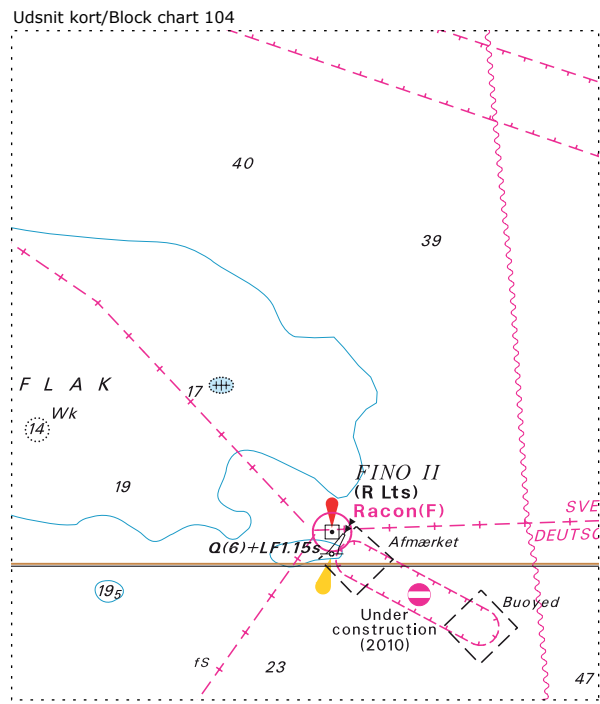 Udsnit kort/Block chart 104
40
39
F L A K
17
14 Wk
19
FINO II
(R Lts)
Racon(F)
SVE
DEUTSC
Q(6)+LF1.15s
Afmærket
19₅
Buoyed
Under
construction
(2010)
fS
23
47